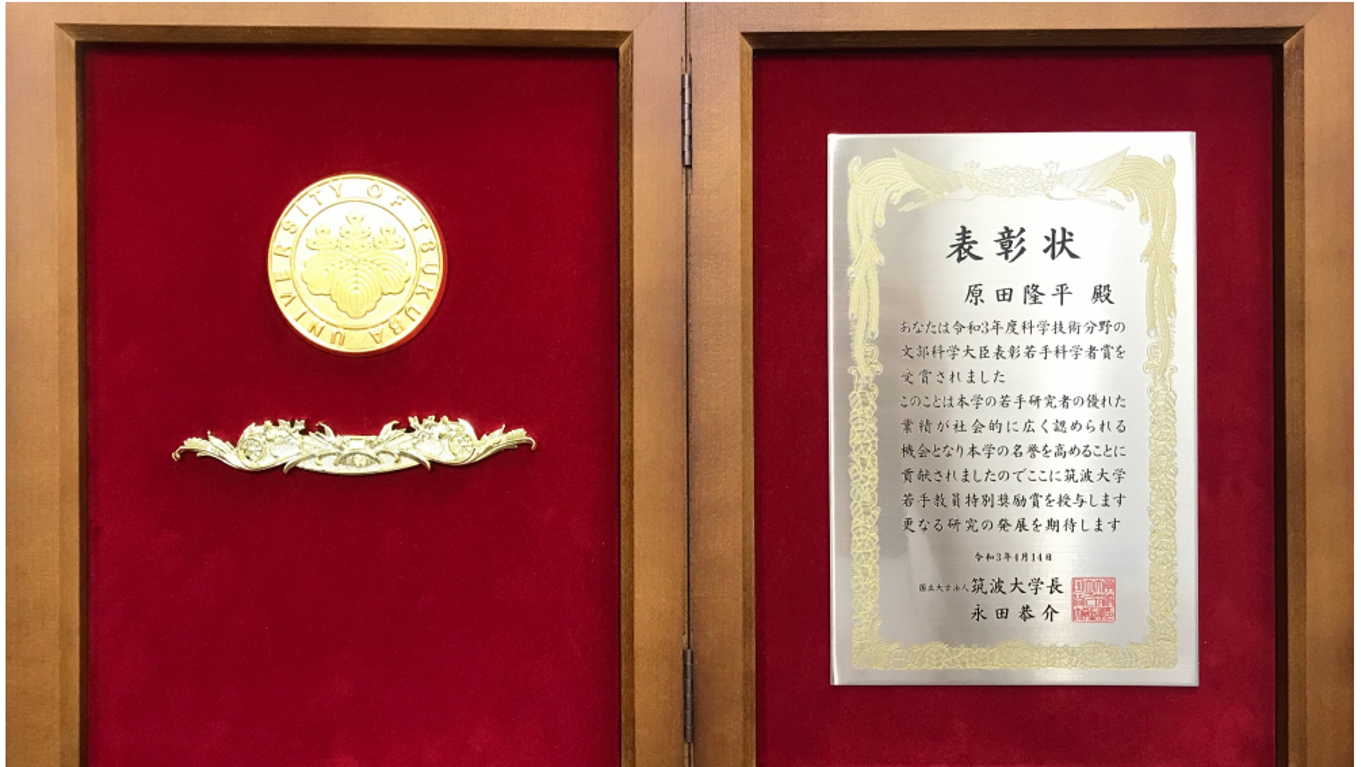 UNIVERSITY OF TSUKUBA
表彰状
原田隆平 殿
あなたは令和3年度科学技術分野の
文部科学大臣表彰若手科学者賞を
受賞されました
このことは本学の若手研究者の優れた
業績が社会的に広く認められる
機会となり本学の名誉を高めることに
貢献されましたのでここに筑波大学
若手教員特別奨励賞を授与します
更なる研究の発展を期待します
令和3年4月14日
国立大学法人筑波大学長
永田恭介